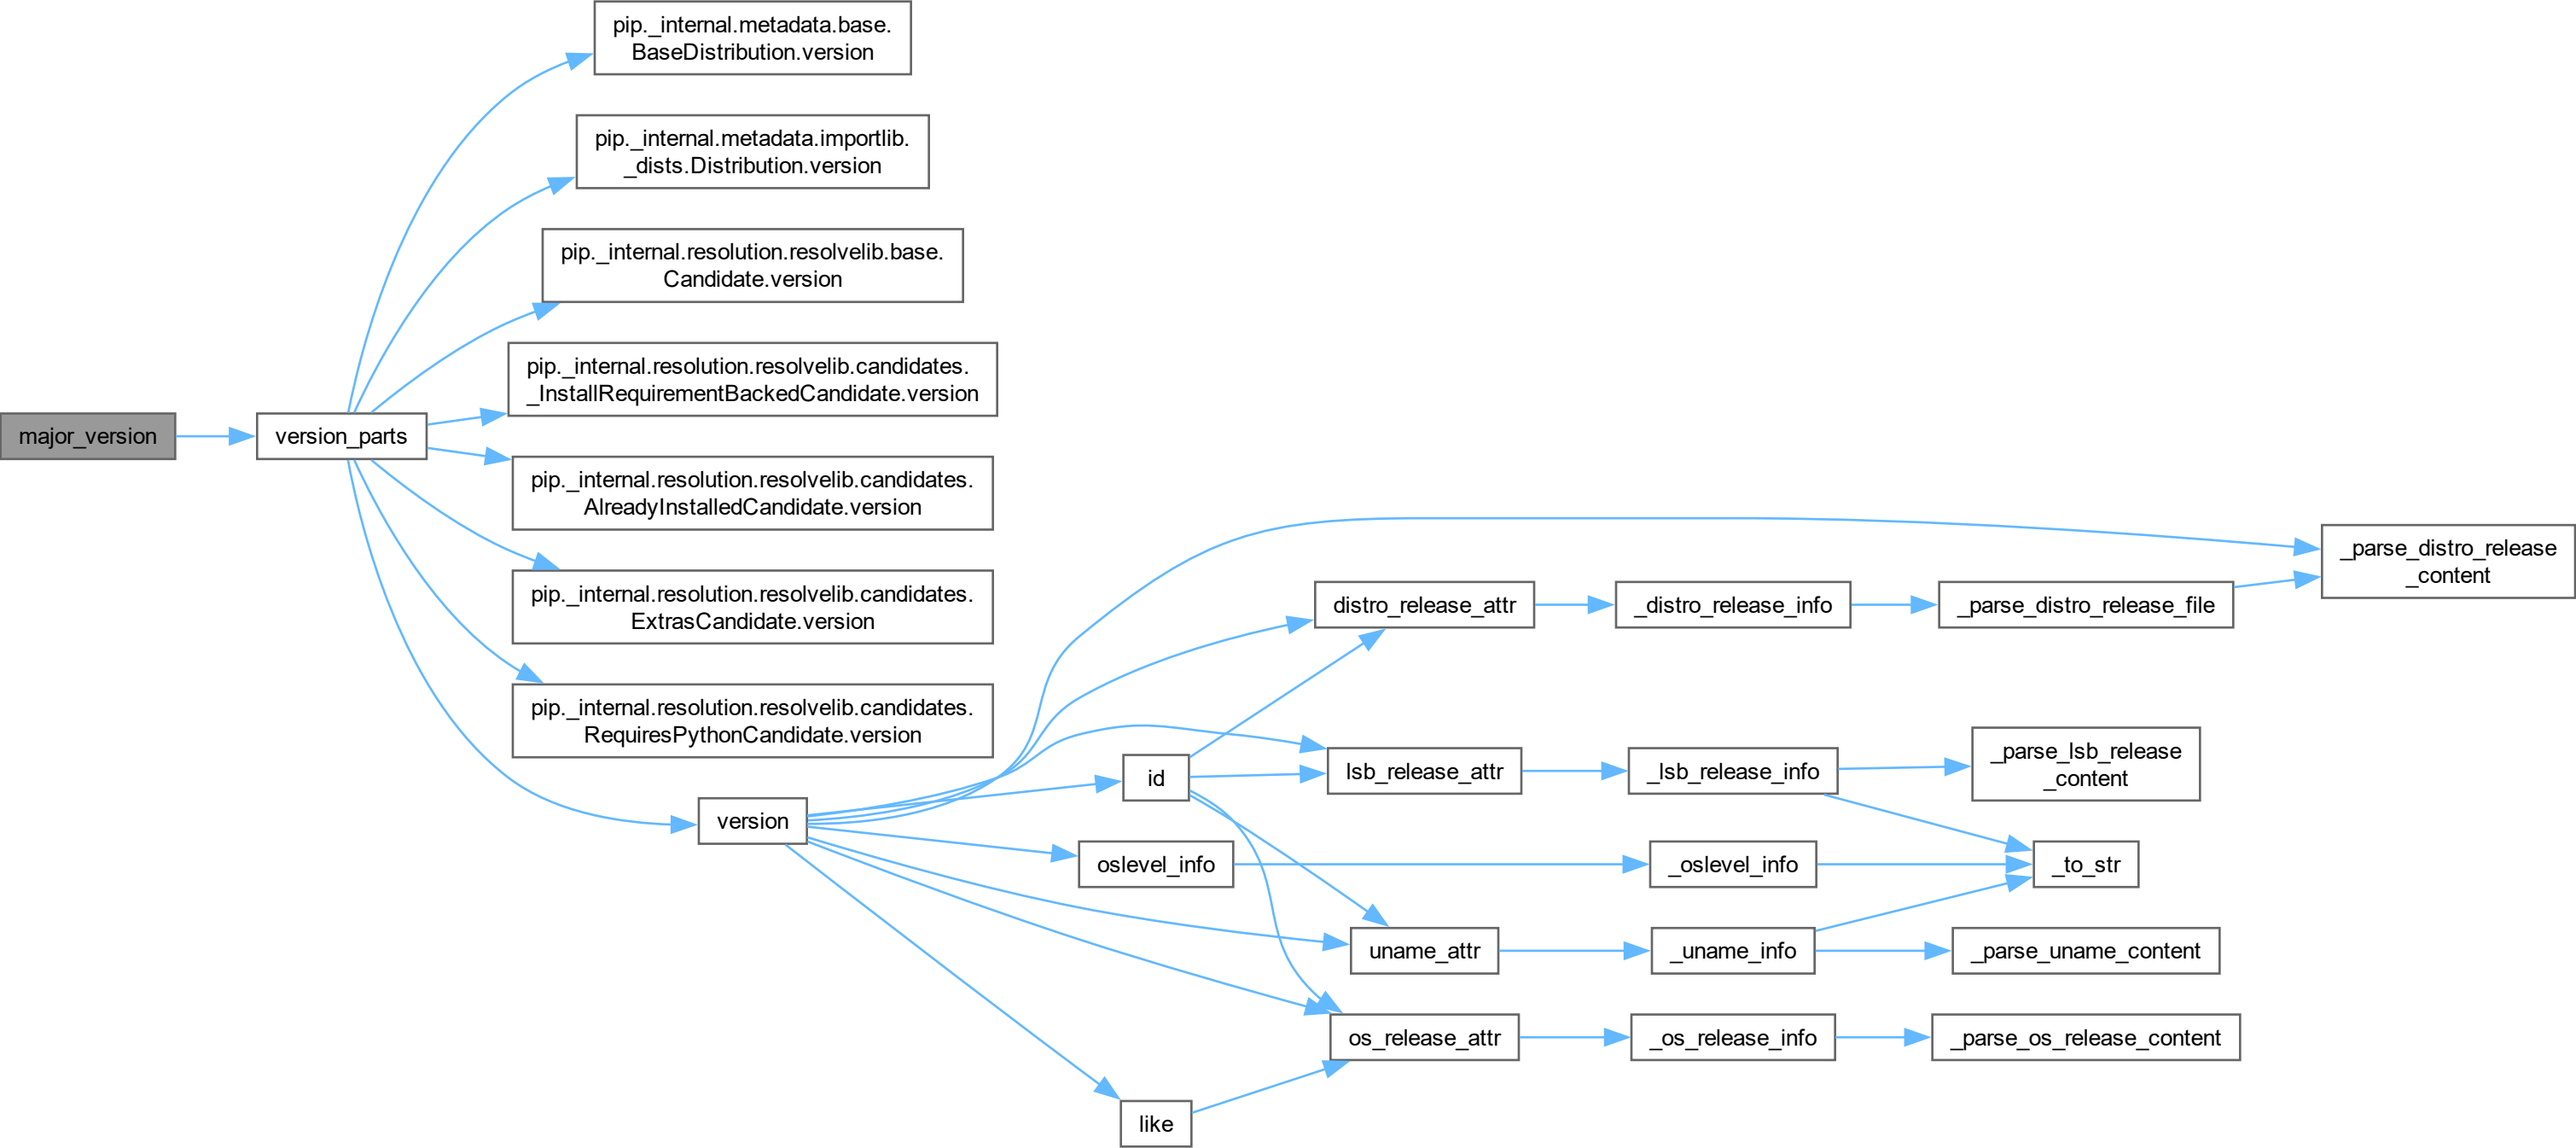 pip._internal.metadata.base.
BaseDistribution.version
pip._internal.metadata.importlib.
_dists.Distribution.version
pip._internal.resolution.resolvelib.base.
Candidate.version
pip._internal.resolution.resolvelib.candidates.
_InstallRequirementBackedCandidate.version
major_version
version_parts
pip._internal.resolution.resolvelib.candidates.
AlreadyInstalledCandidate.version
pip._internal.resolution.resolvelib.candidates.
ExtrasCandidate.version
pip._internal.resolution.resolvelib.candidates.
RequiresPythonCandidate.version
version
id
oslevel_info
like
distro_release_attr
_distro_release_info
_parse_distro_release_file
_parse_distro_release
_content
lsb_release_attr
_lsb_release_info
_parse_lsb_release
_content
_oslevel_info
_to_str
uname_attr
_uname_info
_parse_uname_content
os_release_attr
_os_release_info
_parse_os_release_content